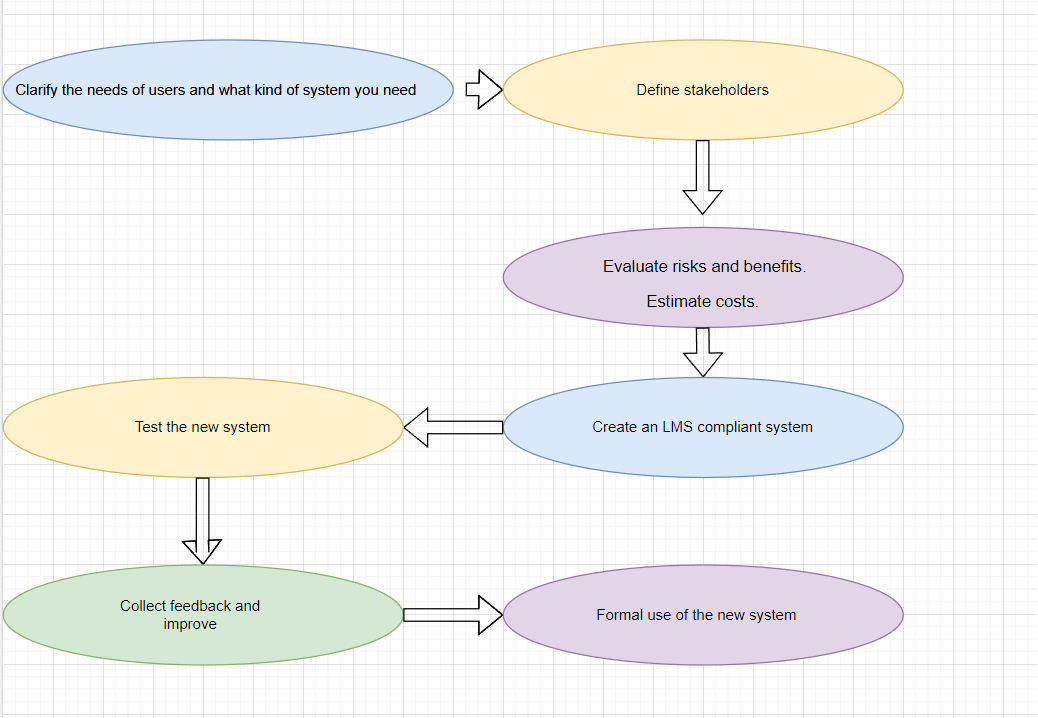 Clarify the needs of users and what kind of system you need
Define stakeholders
Evaluate risks and benefits.
Estimate costs.
Create an LMS compliant system
Test the new system
Collect feedback and
improve
Formal use of the new system